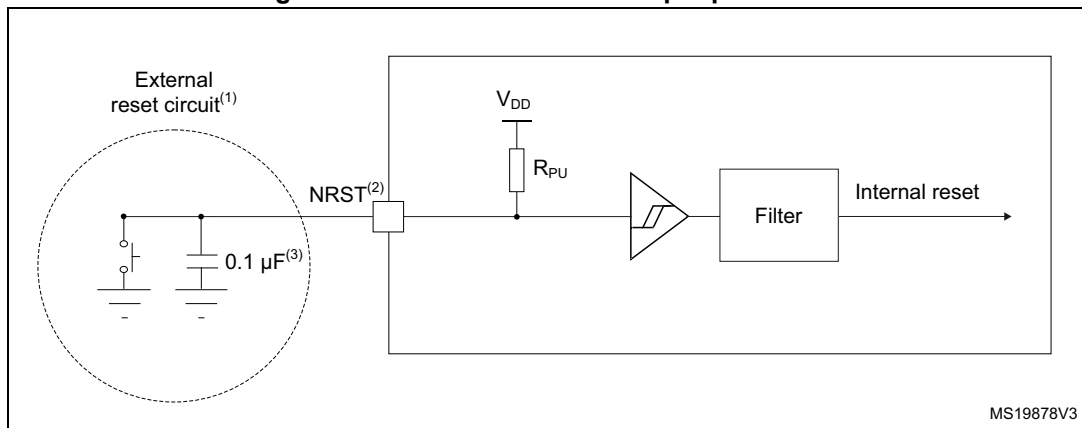 External
reset circuit(1)
VDD
RPU
NRST(2)
0.1 µF(3)
Filter
Internal reset
MS19878V3